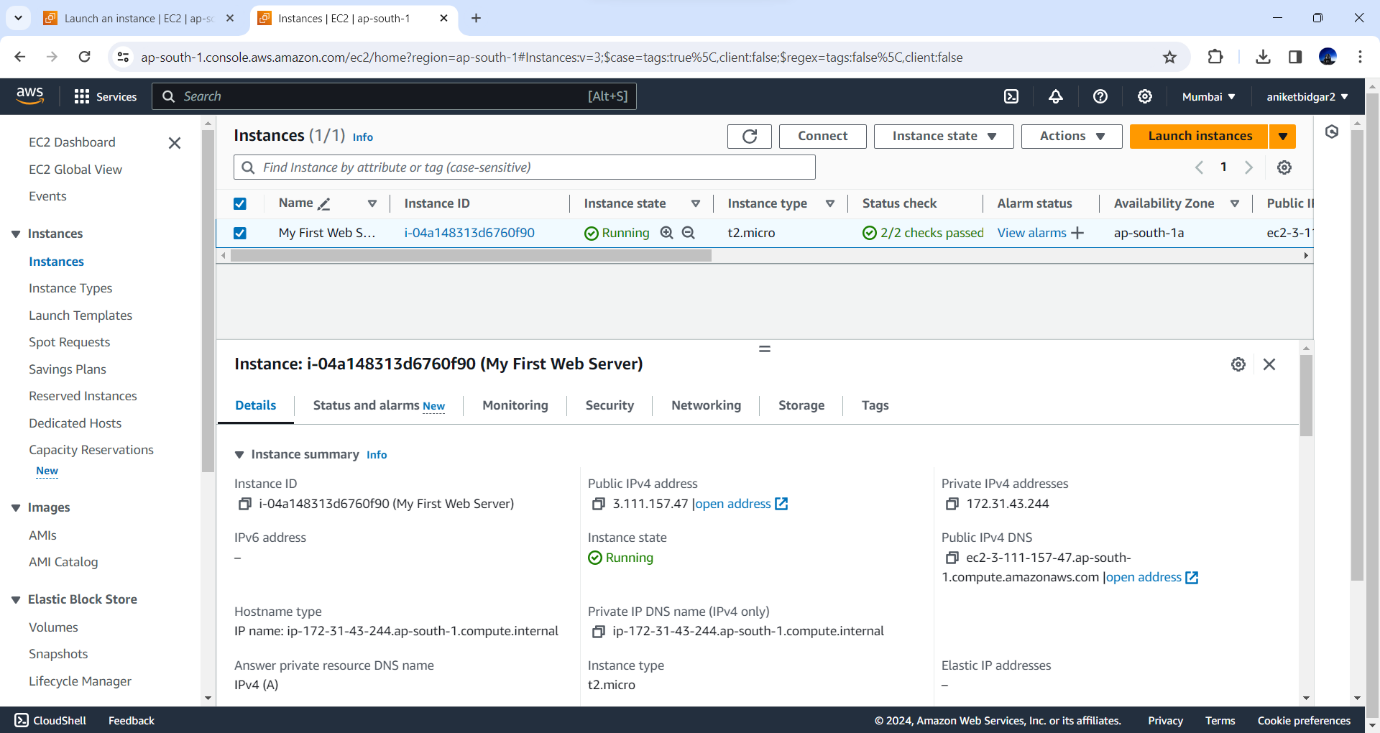 Launch an instance | EC2 | ap-sc
Instances | EC2 | ap-south-1
ap-south-1.console.aws.amazon.com/ec2/home?region=ap-south-1#Instances:v=3;$case=tags:true%5C,client:false;$regex=tags:false%5C,client:false
aws Services Search [Alt+S] Mumbai aniketbidgar2
EC2 Dashboard
EC2 Global View
Events
Instances
Instances
Instance Types
Launch Templates
Spot Requests
Savings Plans
Reserved Instances
Dedicated Hosts
Capacity Reservations
New
Images
AMIs
AMI Catalog
Elastic Block Store
Volumes
Snapshots
Lifecycle Manager
Instances (1/1) Info Connect Instance state Actions Launch instances
Find Instance by attribute or tag (case-sensitive) 1
Name Instance ID Instance state Instance type Status check Alarm status Availability Zone Public I
My First Web S... i-04a148313d6760f90 Running t2.micro 2/2 checks passed View alarms ap-south-1a ec2-3-11
Instance: i-04a148313d6760f90 (My First Web Server)
Details Status and alarms New Monitoring Security Networking Storage Tags
Instance summary Info
Instance ID
i-04a148313d6760f90 (My First Web Server)
Public IPv4 address
3.111.157.47 |open address
Private IPv4 addresses
172.31.43.244
IPv6 address
–
Instance state
Running
Public IPv4 DNS
ec2-3-111-157-47.ap-south-
1.compute.amazonaws.com |open address
Hostname type
IP name: ip-172-31-43-244.ap-south-1.compute.internal
Private IP DNS name (IPv4 only)
ip-172-31-43-244.ap-south-1.compute.internal
Answer private resource DNS name
IPv4 (A)
Instance type
t2.micro
Elastic IP addresses
–
CloudShell Feedback © 2024, Amazon Web Services, Inc. or its affiliates. Privacy Terms Cookie preferences